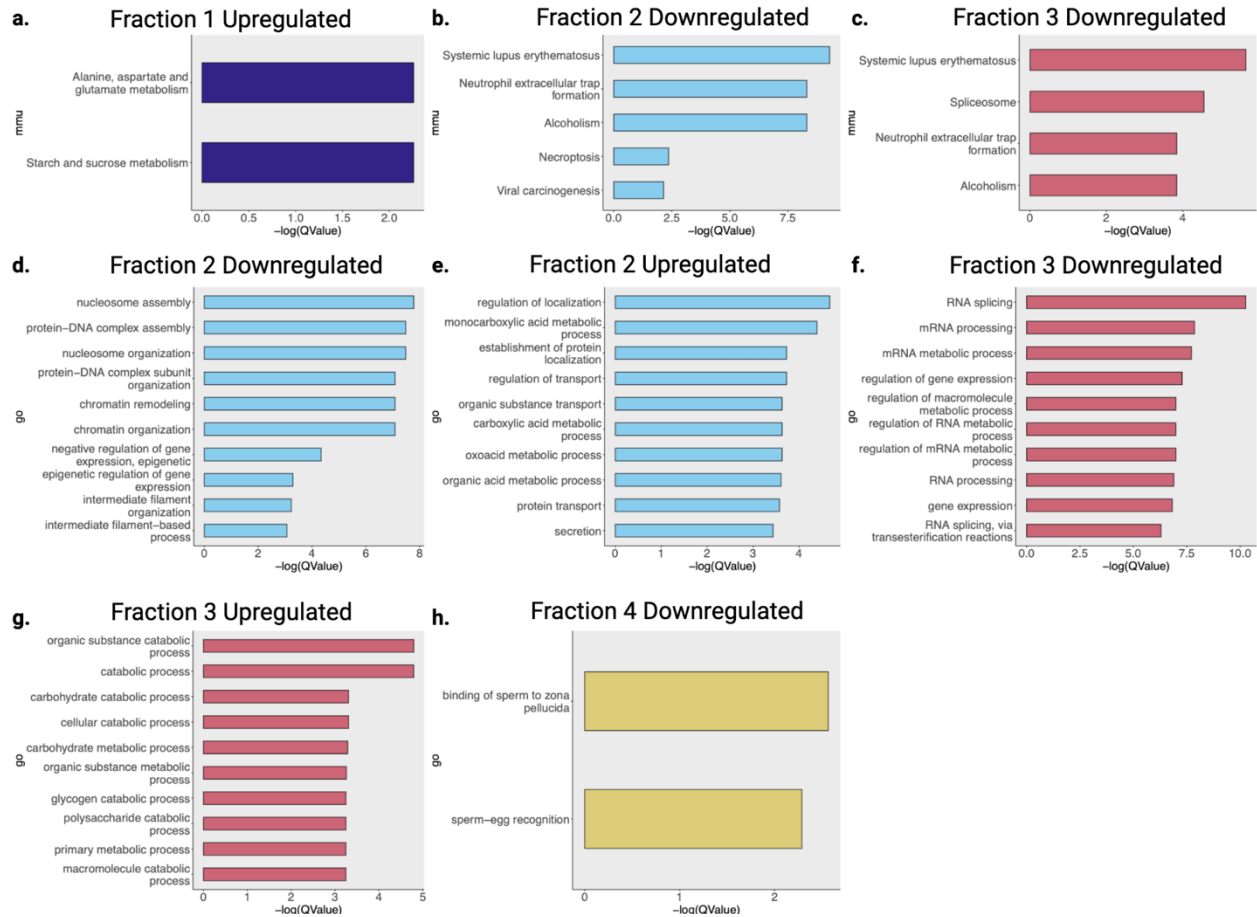 a.
Fraction 1 Upregulated
Alanine, aspartate and
glutamate metabolism
Starch and sucrose metabolism
mmu
0.0 0.5 1.0 1.5 2.0
−log(QValue)
b.
Fraction 2 Downregulated
Systemic lupus erythematosus
Neutrophil extracellular trap
formation
Alcoholism
Necroptosis
Viral carcinogenesis
mmu
0.0 2.5 5.0 7.5
−log(QValue)
c.
Fraction 3 Downregulated
Systemic lupus erythematosus
Spliceosome
Neutrophil extracellular trap
formation
Alcoholism
mmu
0 2 4
−log(QValue)
d.
Fraction 2 Downregulated
nucleosome assembly
protein−DNA complex assembly
nucleosome organization
protein−DNA complex subunit
organization
chromatin remodeling
chromatin organization
negative regulation of gene
expression, epigenetic
epigenetic regulation of gene
expression
intermediate filament
organization
intermediate filament−based
process
go
0 2 4 6 8
−log(QValue)
e.
Fraction 2 Upregulated
regulation of localization
monocarboxylic acid metabolic
process
establishment of protein
localization
regulation of transport
organic substance transport
carboxylic acid metabolic
process
oxoacid metabolic process
organic acid metabolic process
protein transport
secretion
go
0 1 2 3 4
−log(QValue)
f.
Fraction 3 Downregulated
RNA splicing
mRNA processing
mRNA metabolic process
regulation of gene expression
regulation of macromolecule
metabolic process
regulation of RNA metabolic
process
regulation of mRNA metabolic
process
RNA processing
gene expression
RNA splicing, via
transesterification reactions
go
0.0 2.5 5.0 7.5 10.0
−log(QValue)
g.
Fraction 3 Upregulated
organic substance catabolic
process
catabolic process
carbohydrate catabolic process
cellular catabolic process
carbohydrate metabolic process
organic substance metabolic
process
glycogen catabolic process
polysaccharide catabolic
process
primary metabolic process
macromolecule catabolic
process
go
0 1 2 3 4 5
−log(QValue)
h.
Fraction 4 Downregulated
binding of sperm to zona
pellucida
sperm−egg recognition
go
0 1 2
−log(QValue)